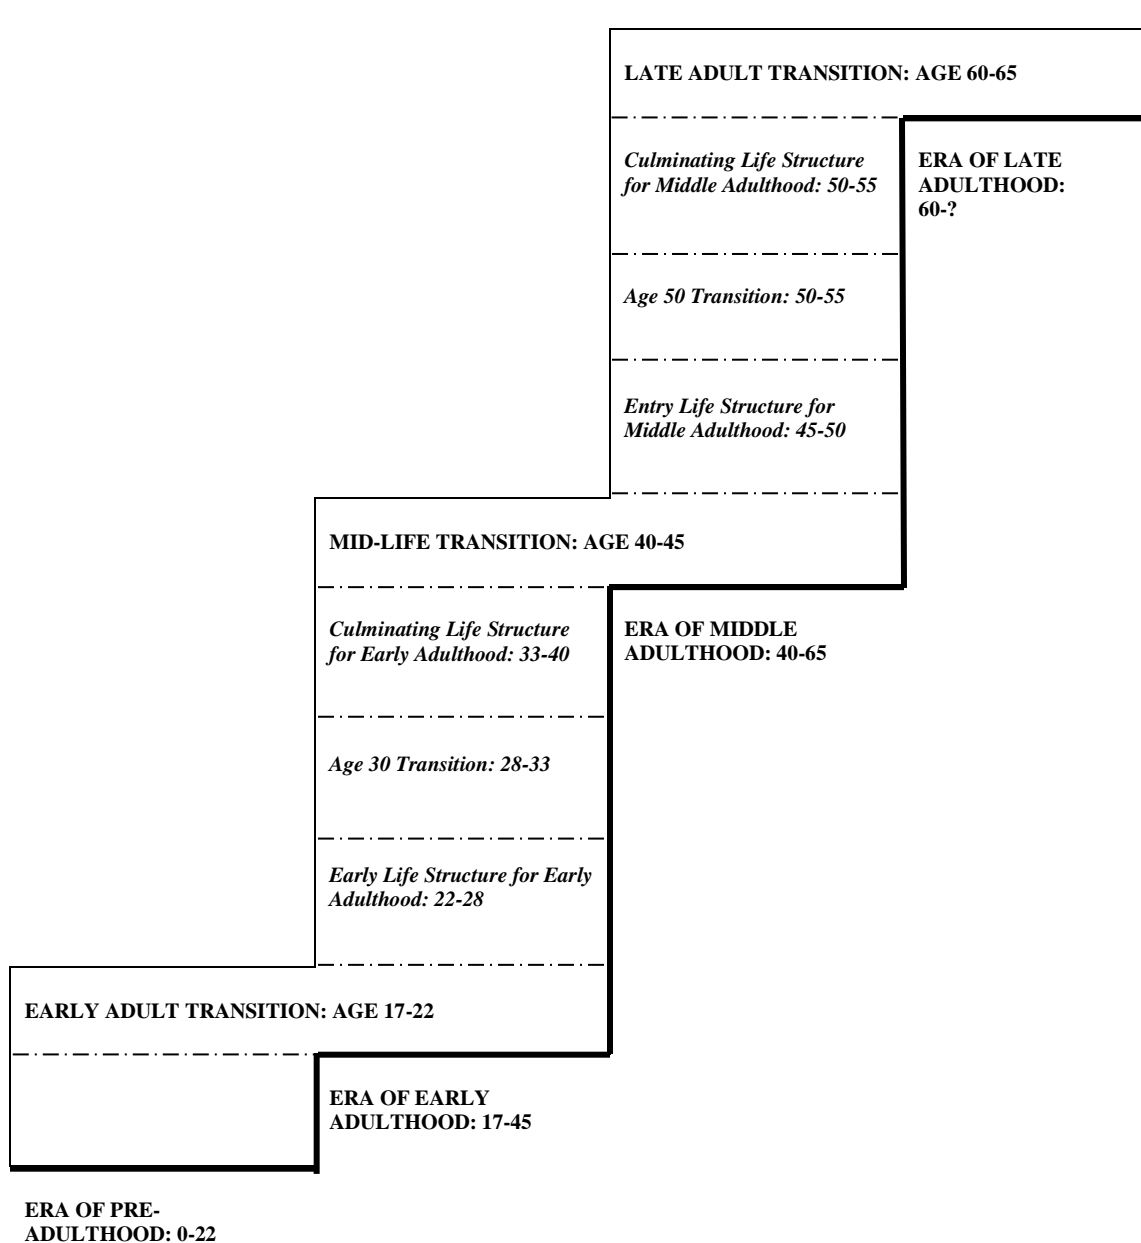 LATE ADULT TRANSITION: AGE 60-65
Culminating Life Structure
for Middle Adulthood: 50-55
ERA OF LATE
ADULTHOOD:
60-?
Age 50 Transition: 50-55
Entry Life Structure for
Middle Adulthood: 45-50
MID-LIFE TRANSITION: AGE 40-45
Culminating Life Structure
for Early Adulthood: 33-40
ERA OF MIDDLE
ADULTHOOD: 40-65
Age 30 Transition: 28-33
Early Life Structure for Early
Adulthood: 22-28
EARLY ADULT TRANSITION: AGE 17-22
ERA OF EARLY
ADULTHOOD: 17-45
ERA OF PRE-
ADULTHOOD: 0-22